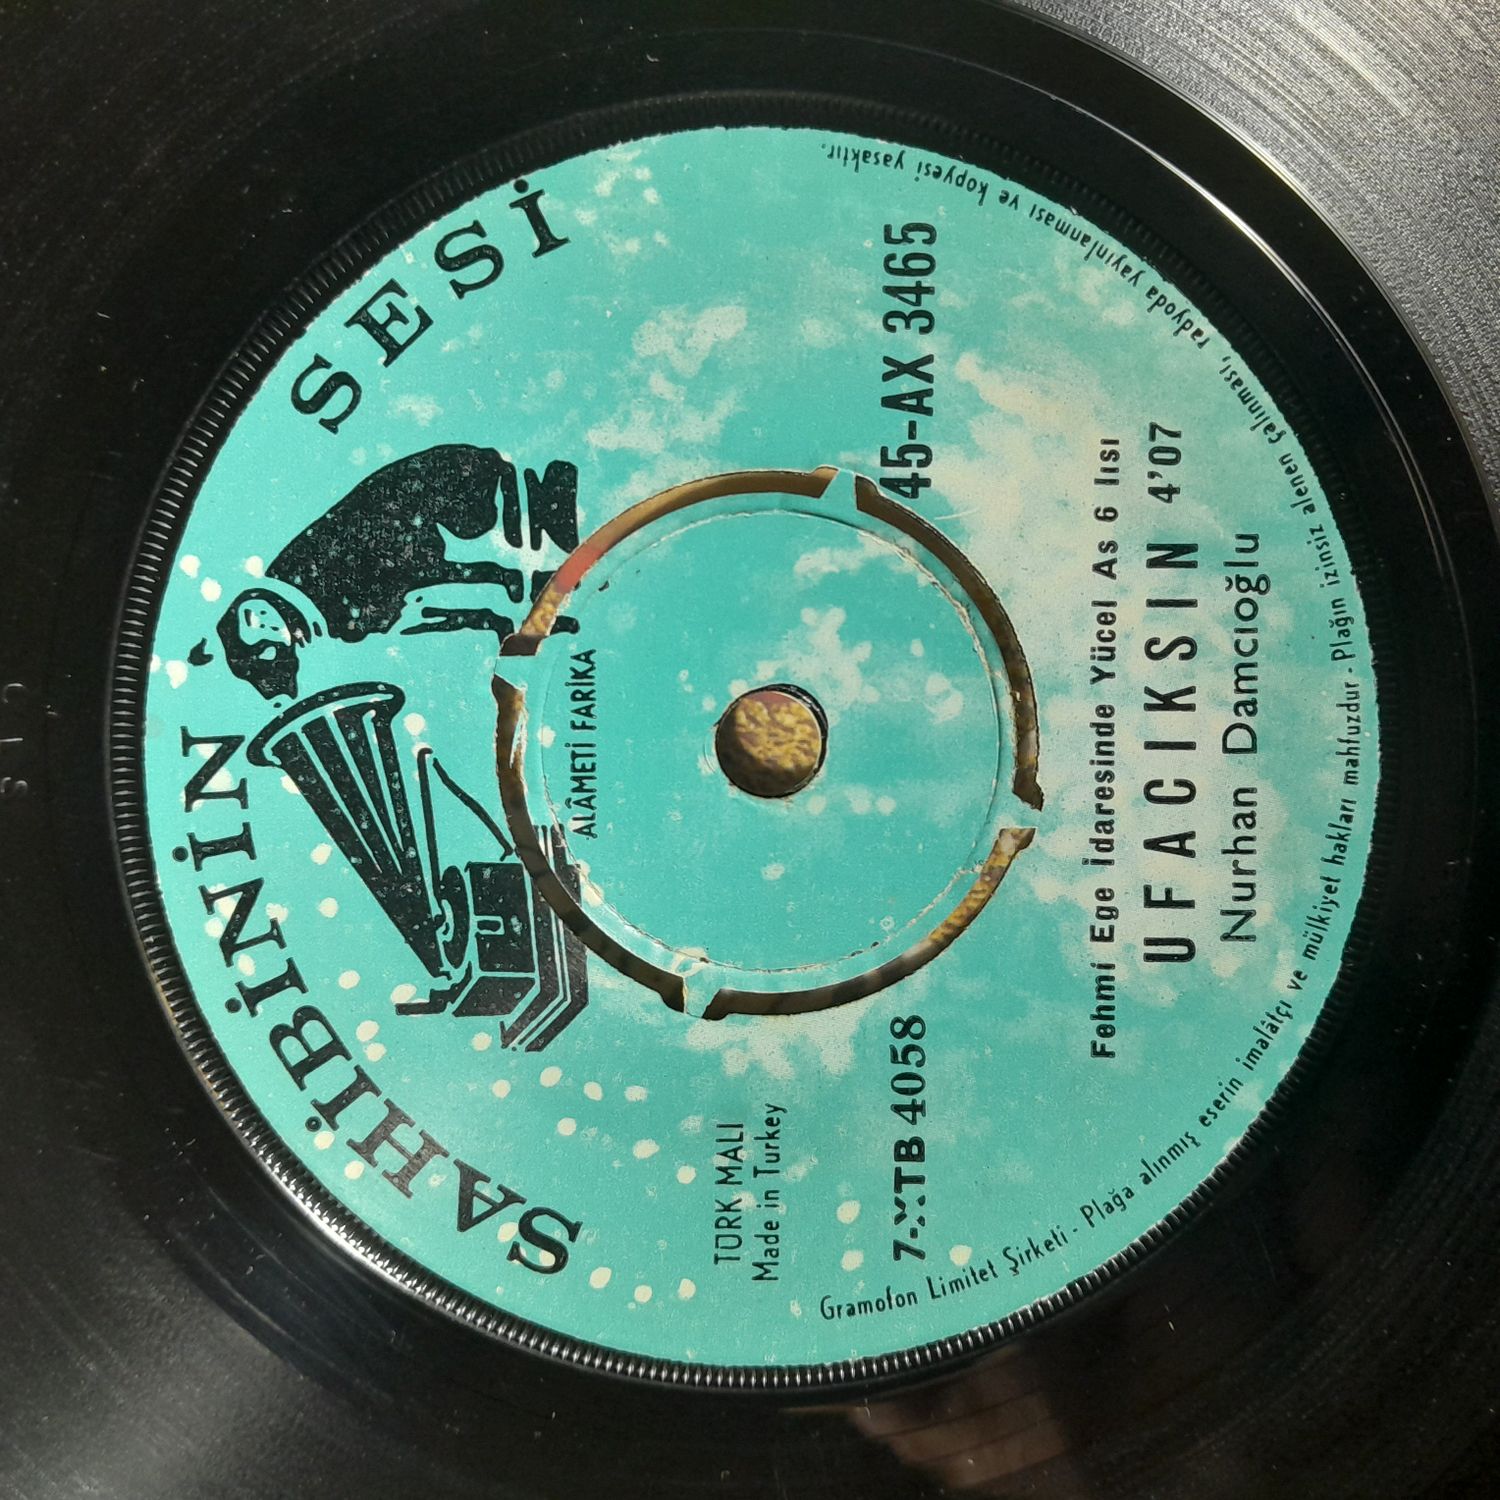 SAHİBİNİN SESİ
ALÂMETİ FARİKA
TÜRK MALI
Made in Turkey
7-XTB 4058
45-AX 3465
Fehmi Ege İdaresinde Yücel As 6 lısı
UFACIKSIN 4'07
Nurhan Damcıoğlu
Gramofon Limitet Şirketi - Plağa alınmış eserin imalâtçı ve mülkiyet hakları mahfuzdur - Plağın izinsiz alenen çalınması, radyoda yayınlanması ve kopyesi yasaktır.